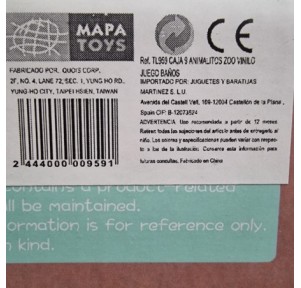 MAPA
TOYS
CE
FABRICADO POR, QUOIS CORP.
2F, NO. 4, LANE 72, SEC. 1, YUNG HO RD.,
YUNG-HO CITY, TAIPEI HSIEN, TAIWAN
2 444000 009591
Ref. TL969 CAJA 9 ANIMALITOS ZOO VINILO
JUEGO BAÑOS
IMPORTADO POR: JUGUETES Y BARATIJAS
MARTINEZ E. L.U.
Avenida del Castell Vell, 169-12004 Castellón de la Plana,
Spain CIF: B-12073624
ADVERTENCIA. Uso recomendado a partir de 12 meses.
Retiren todas las sujeciones del artículo antes de entregarlo al
niño. Los colores y especificaciones pueden variar con respecto
a los de la ilustración. Conserve esta información para
futuras consultas. Fabricado en China
contains a product related
ll be maintained.
formation is for reference only.
n kind.